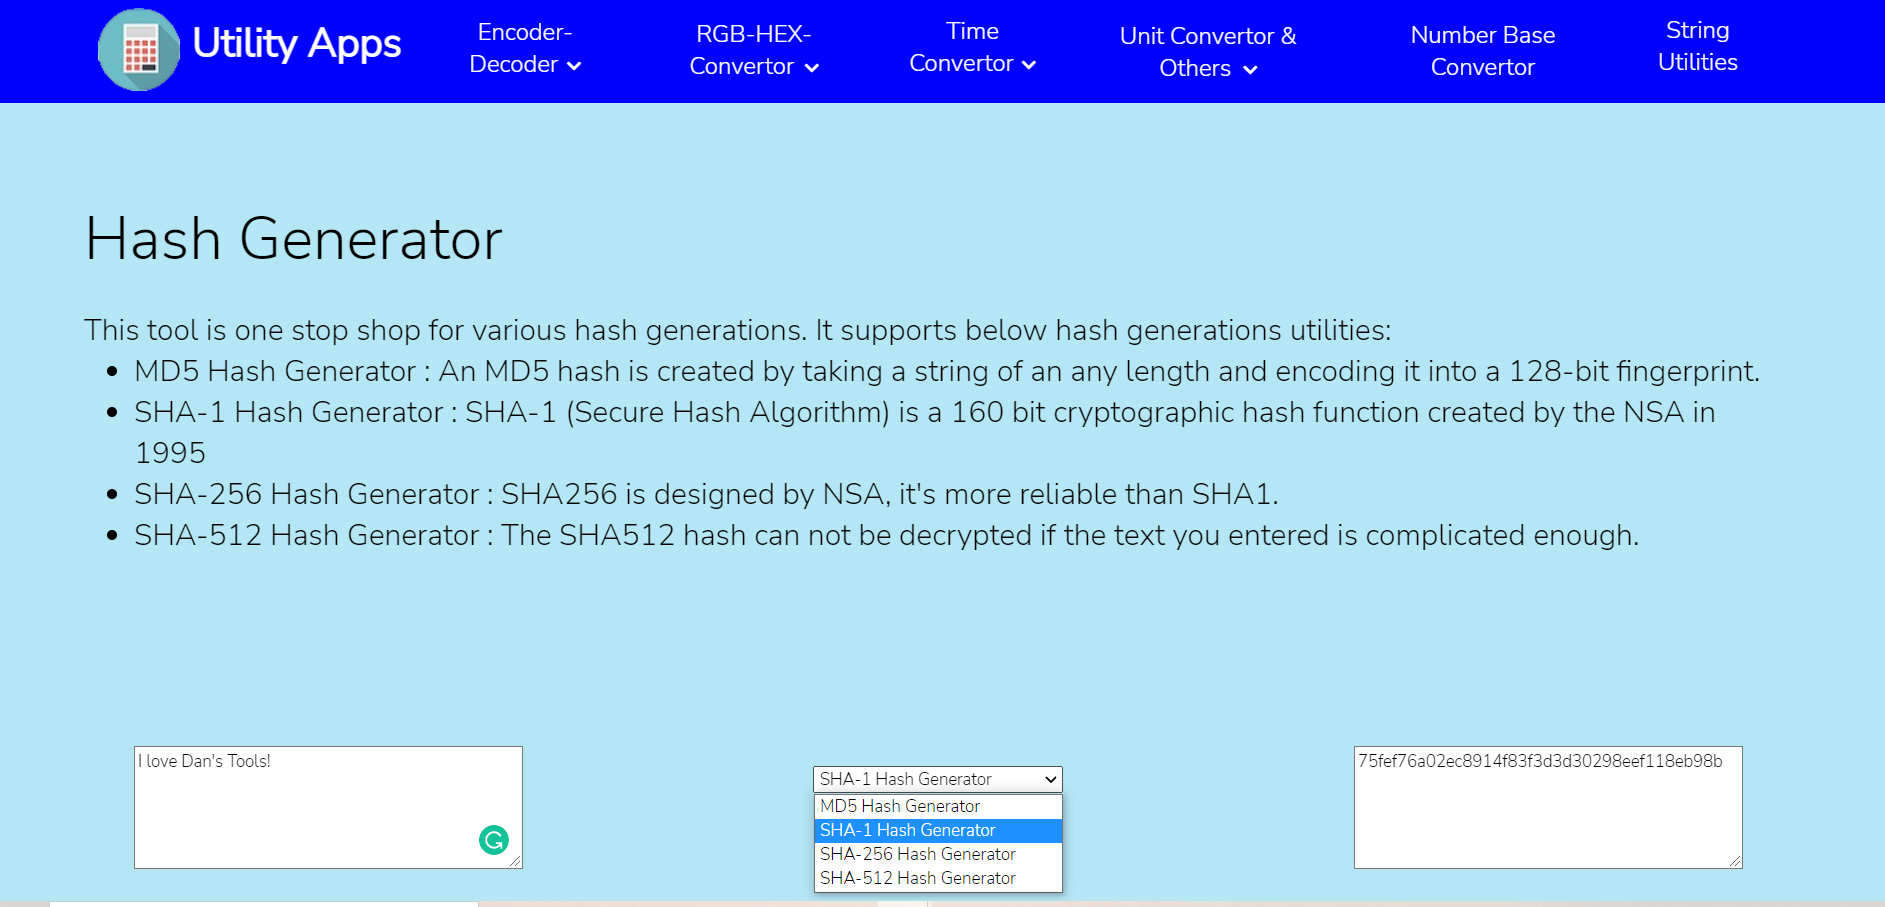 Utility Apps
Encoder-
Decoder
RGB-HEX-
Convertor
Time
Convertor
Unit Convertor &
Others
Number Base
Convertor
String
Utilities
Hash Generator
This tool is one stop shop for various hash generations. It supports below hash generations utilities:
MD5 Hash Generator : An MD5 hash is created by taking a string of an any length and encoding it into a 128-bit fingerprint.
SHA-1 Hash Generator : SHA-1 (Secure Hash Algorithm) is a 160 bit cryptographic hash function created by the NSA in
1995
SHA-256 Hash Generator : SHA256 is designed by NSA, it's more reliable than SHA1.
SHA-512 Hash Generator : The SHA512 hash can not be decrypted if the text you entered is complicated enough.
I love Dan's Tools!
SHA-1 Hash Generator
MD5 Hash Generator
SHA-1 Hash Generator
SHA-256 Hash Generator
SHA-512 Hash Generator
75fef76a02ec8914f83f3d3d30298eef118eb98b